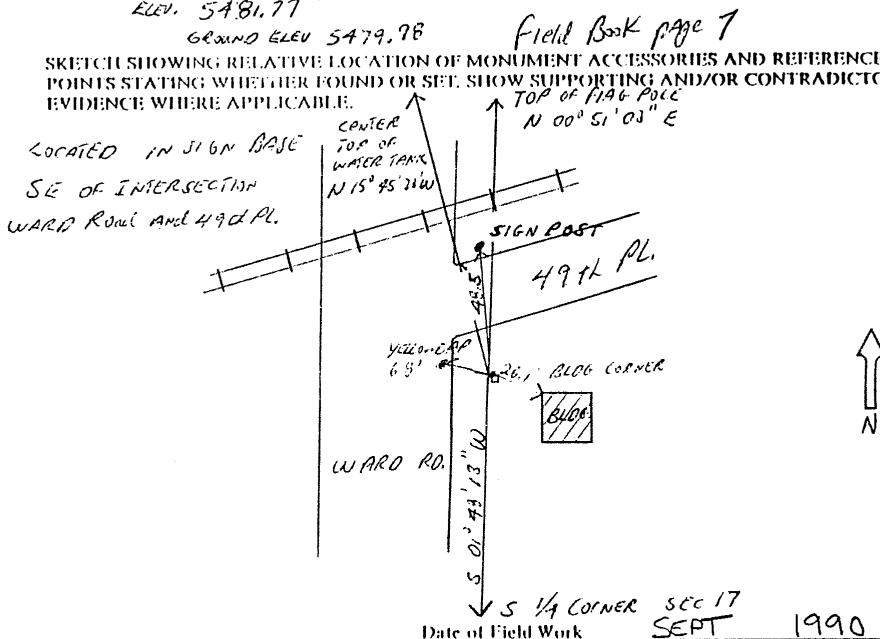 ELEV. 5481.77
GROUND ELEV 5479.78
Field Book page 7
SKETCH SHOWING RELATIVE LOCATION OF MONUMENT ACCESSORIES AND REFERENCE
POINTS STATING WHETHER FOUND OR SET. SHOW SUPPORTING AND/OR CONTRADICTO
EVIDENCE WHERE APPLICABLE.
TOP OF FLAG POLE
N 00° 51' 03" E
CENTER
TOP OF
WATER TANK
N 15° 45' W
LOCATED IN SIGN BASE
SE OF INTERSECTION
WARD Road and 49th PL.
SIGN POST
49th PL.
48.5'
YELLOW CAP
6.8'
26.1' BLDG CORNER
BLDG
N
WARD RD.
S 01° 43' 13" W
S 1/4 CORNER SEC 17
Date of Field Work SEPT 1990